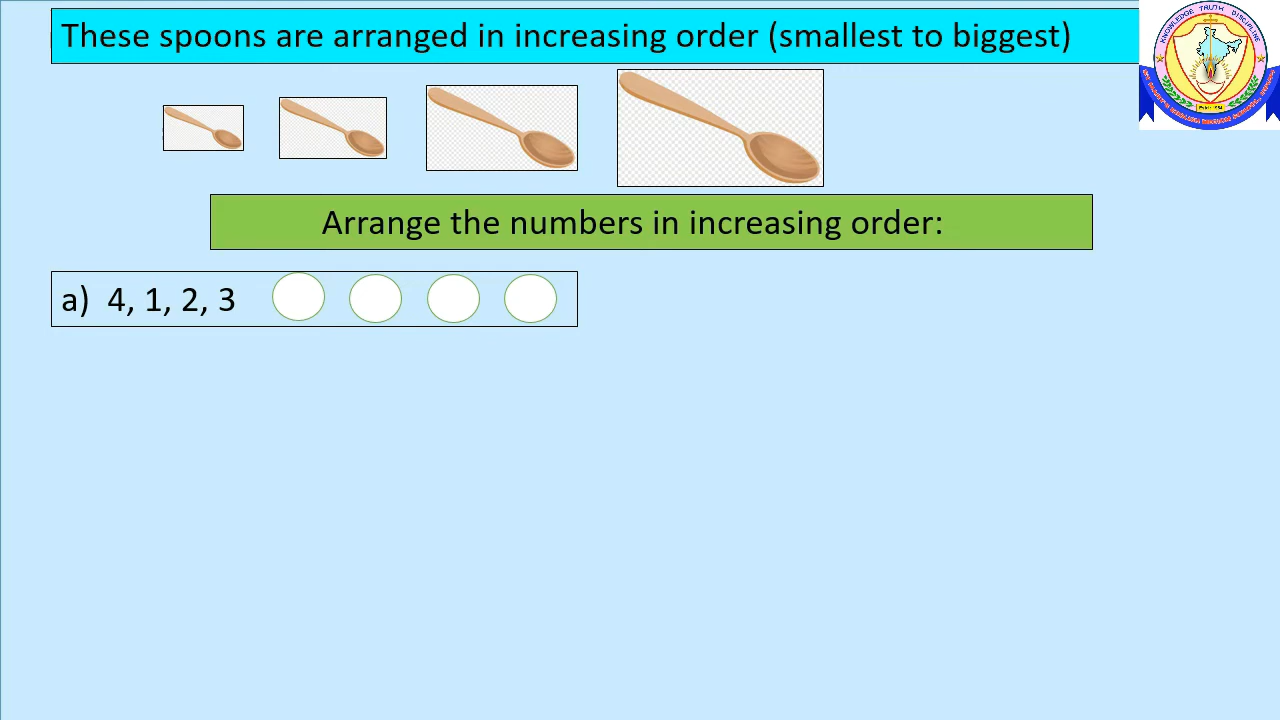 These spoons are arranged in increasing order (smallest to biggest)
KNOWLEDGE TRUTH DISCIPLINE
Arrange the numbers in increasing order:
a) 4, 1, 2, 3